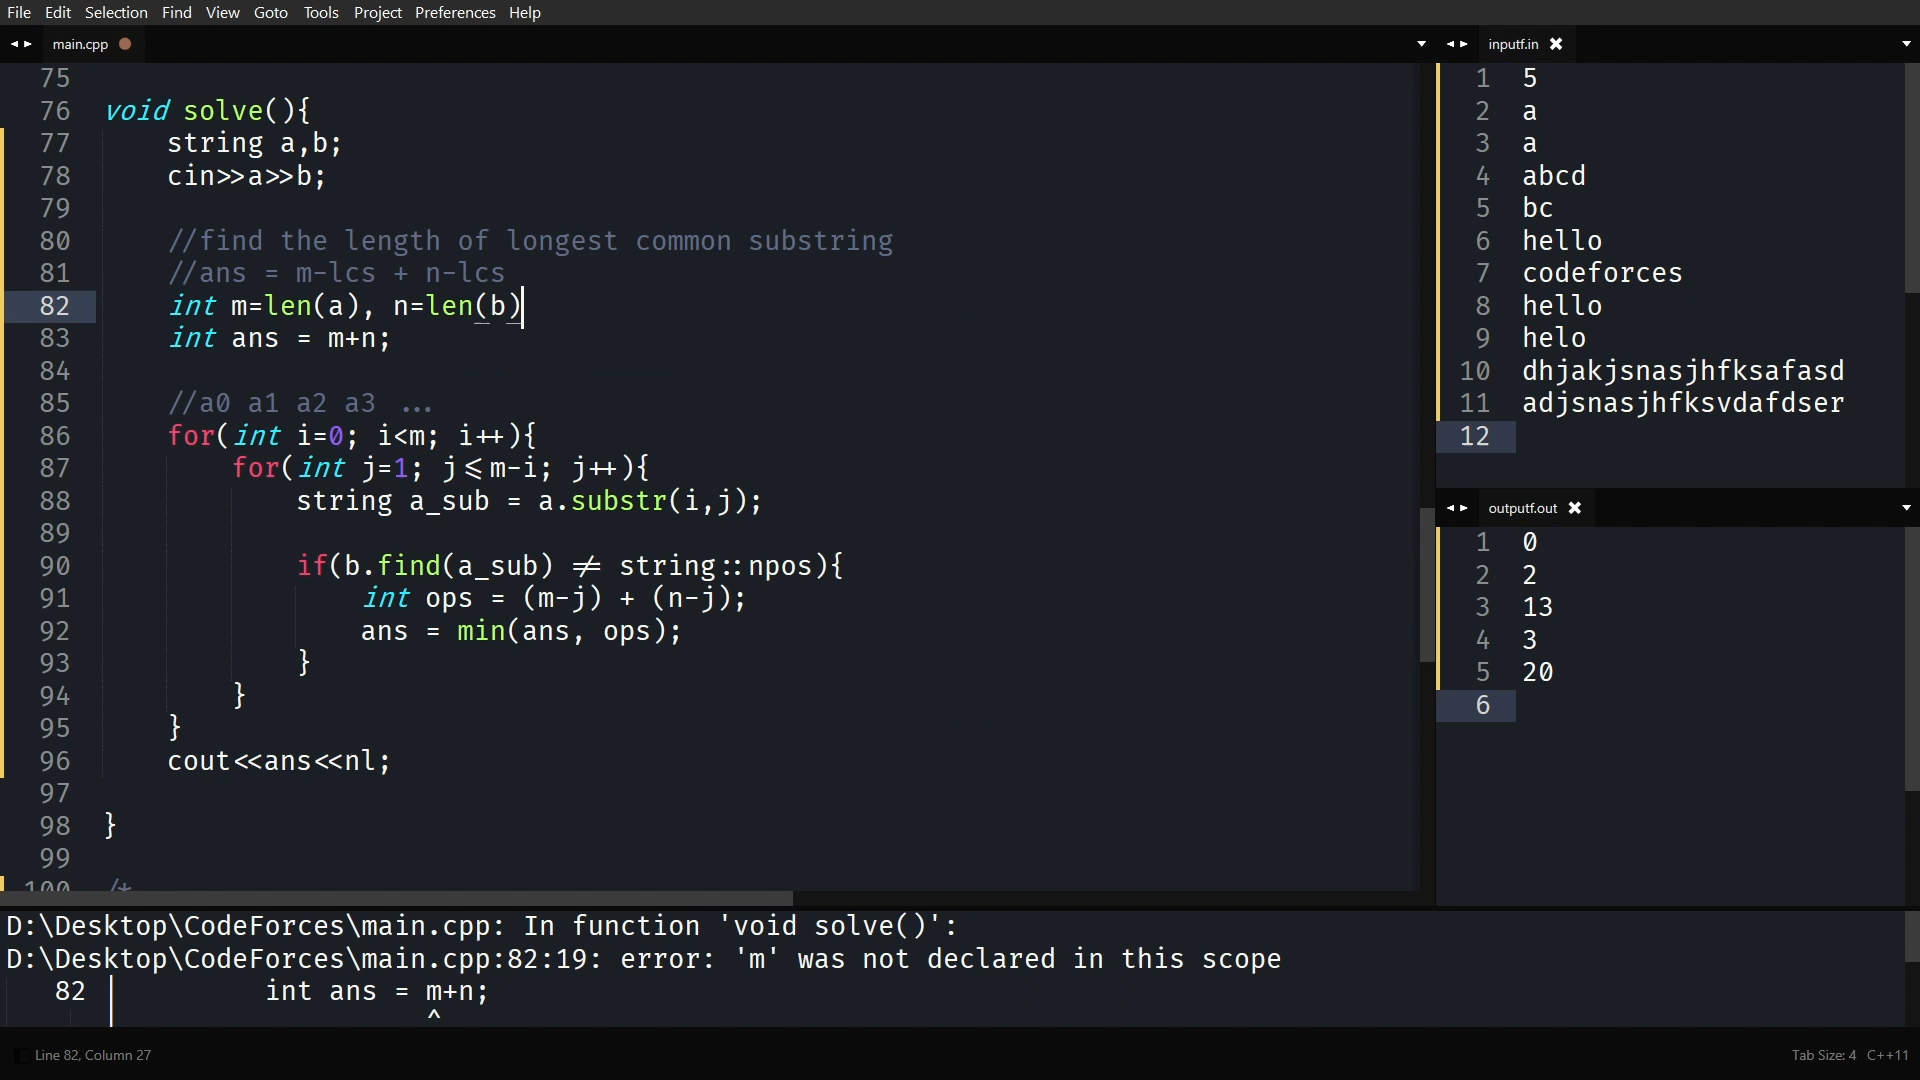 File Edit Selection Find View Goto Tools Project Preferences Help
main.cpp
75
76 void solve(){
77 string a,b;
78 cin>>a>>b;
79
80 //find the length of longest common substring
81 //ans = m-lcs + n-lcs
82 int m=len(a), n=len(b)
83 int ans = m+n;
84
85 //a0 a1 a2 a3 ...
86 for(int i=0; i<m; i++){
87 for(int j=1; j<=m-i; j++){
88 string a_sub = a.substr(i,j);
89
90 if(b.find(a_sub) != string::npos){
91 int ops = (m-j) + (n-j);
92 ans = min(ans, ops);
93 }
94 }
95 }
96 cout<<ans<<nl;
97
98 }
99
100 /*
inputf.in
1 5
2 a
3 a
4 abcd
5 bc
6 hello
7 codeforces
8 hello
9 helo
10 dhjakjsnasjhfksafasd
11 adjsnasjhfksvdafdser
12
outputf.out
1 0
2 2
3 13
4 3
5 20
6
D:\Desktop\CodeForces\main.cpp: In function 'void solve()':
D:\Desktop\CodeForces\main.cpp:82:19: error: 'm' was not declared in this scope
82 | int ans = m+n;
| ^
Line 82, Column 27
Tab Size: 4 C++11